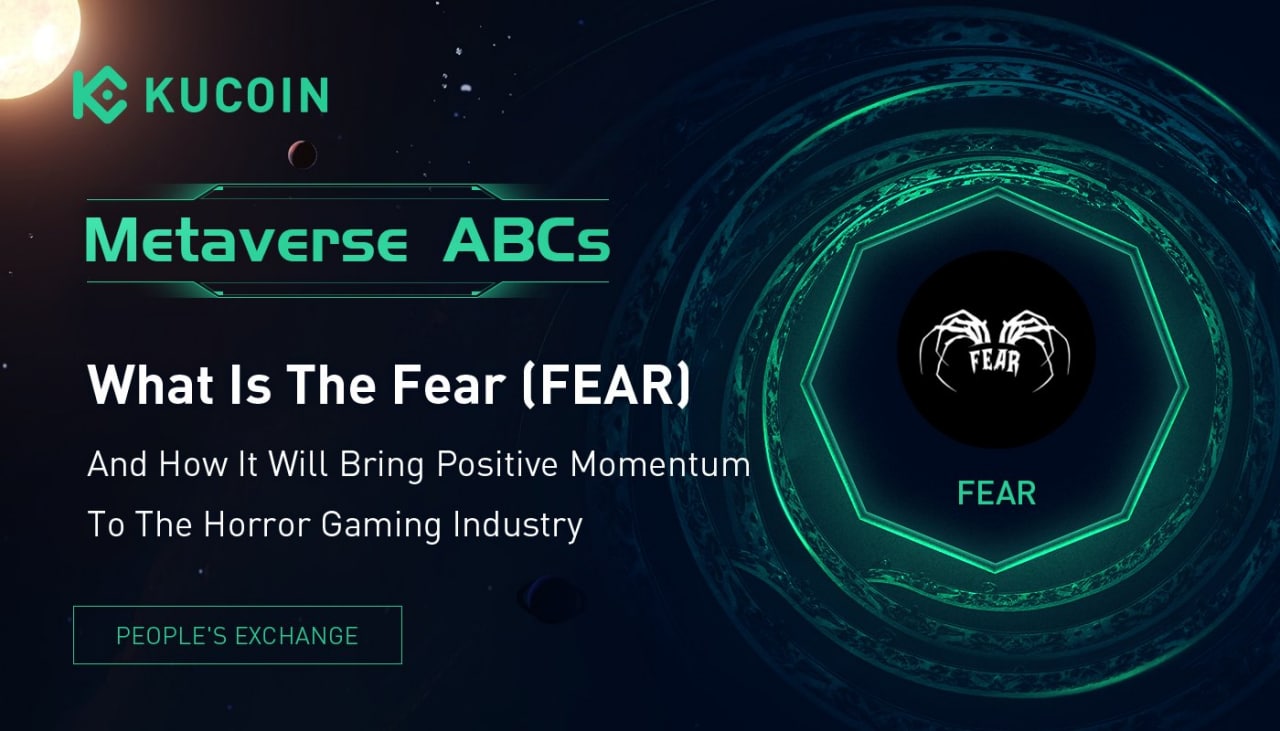 KUCOIN
Metaverse ABCs
What Is The Fear (FEAR)
And How It Will Bring Positive Momentum
To The Horror Gaming Industry
PEOPLE'S EXCHANGE
FEAR
FEAR